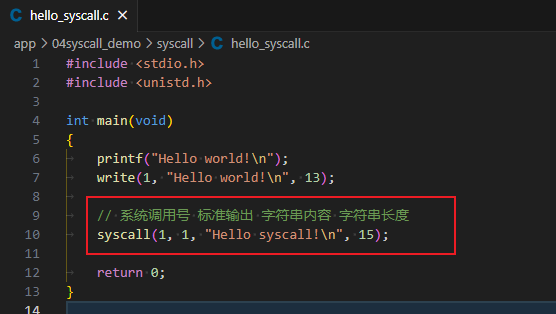 hello_syscall.c
app > 04syscall_demo > syscall > hello_syscall.c
1 #include <stdio.h>
2 #include <unistd.h>
3
4 int main(void)
5 {
6 printf("Hello world!\n");
7 write(1, "Hello world!\n", 13);
8
9 // 系统调用号 标准输出 字符串内容 字符串长度
10 syscall(1, 1, "Hello syscall!\n", 15);
11
12 return 0;
13 }
14